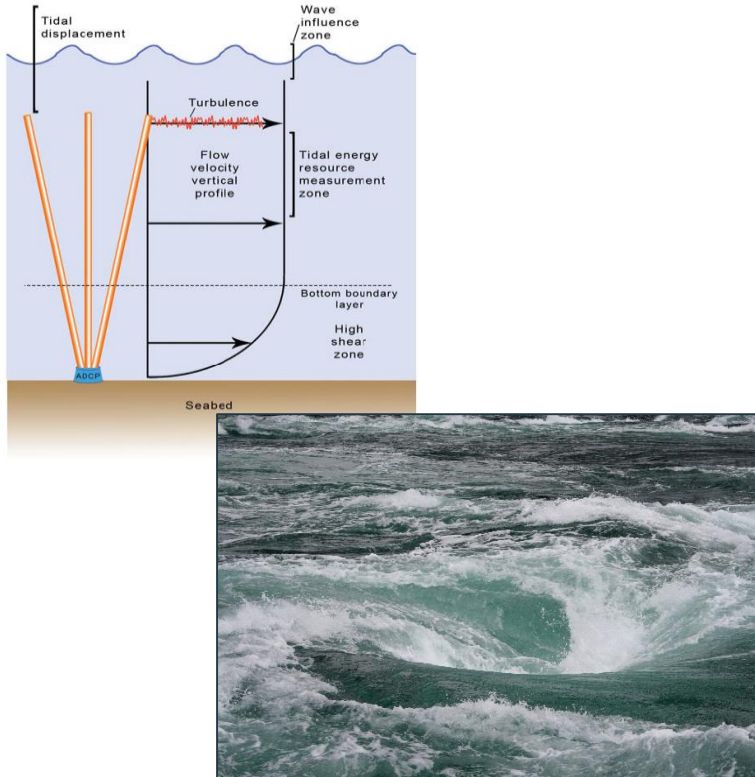 Tidal
displacement
Wave
influence
zone
Turbulence
Flow
velocity
vertical
profile
Tidal energy
resource
measurement
zone
Bottom boundary
layer
High
shear
zone
ADCP
Seabed